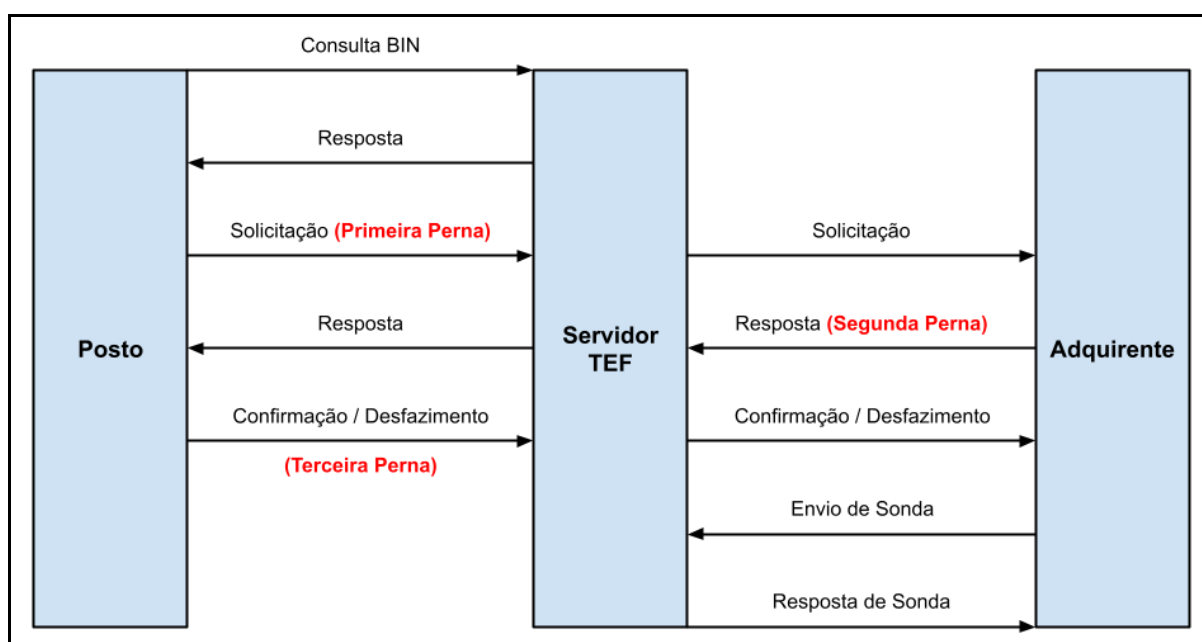 Consulta BIN
Resposta
Solicitação (Primeira Perna)
Solicitação
Resposta
Resposta (Segunda Perna)
Posto
Servidor
TEF
Adquirente
Confirmação / Desfazimento
Confirmação / Desfazimento
(Terceira Perna)
Envio de Sonda
Resposta de Sonda